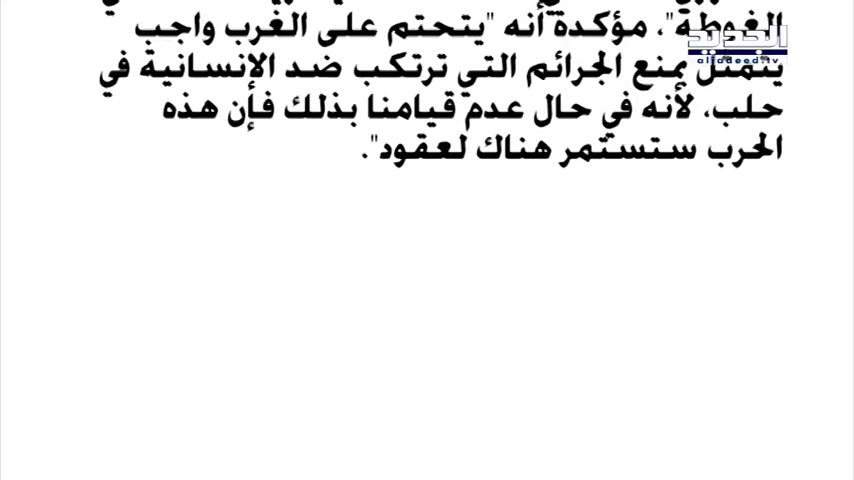 الغوطة"، مؤكدة أنه "يتحتم على الغرب واجب
يتمثل بمنع الجرائم التي ترتكب ضد الإنسانية في
حلب، لأنه في حال عدم قيامنا بذلك فإن هذه
الحرب ستستمر هناك لعقود".
الجديد
aljadeed.tv